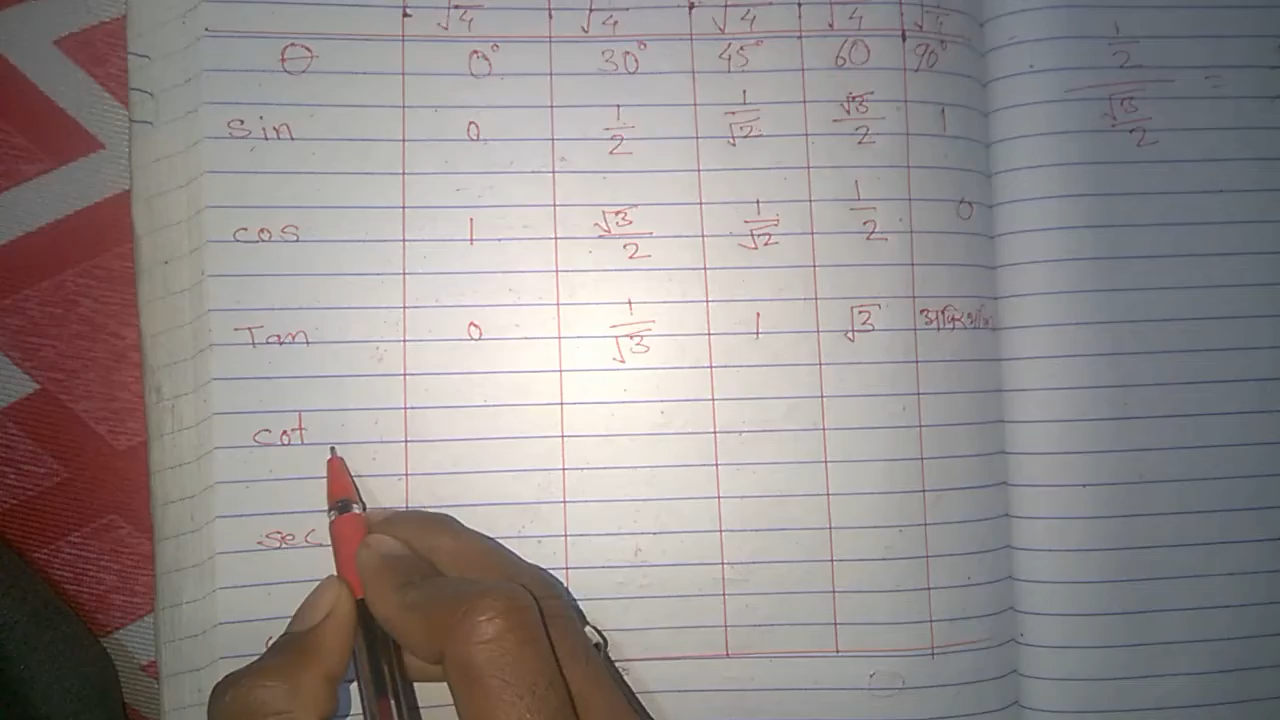 √4 √4 √4 √4 √4
θ 0° 30° 45° 60 90°
sin 0 1/2 1/√2 √3/2 1
cos 1 √3/2 1/√2 1/2 0
Tan 0 1/√3 1 √3
cot
sec
1/2
√3/2 =